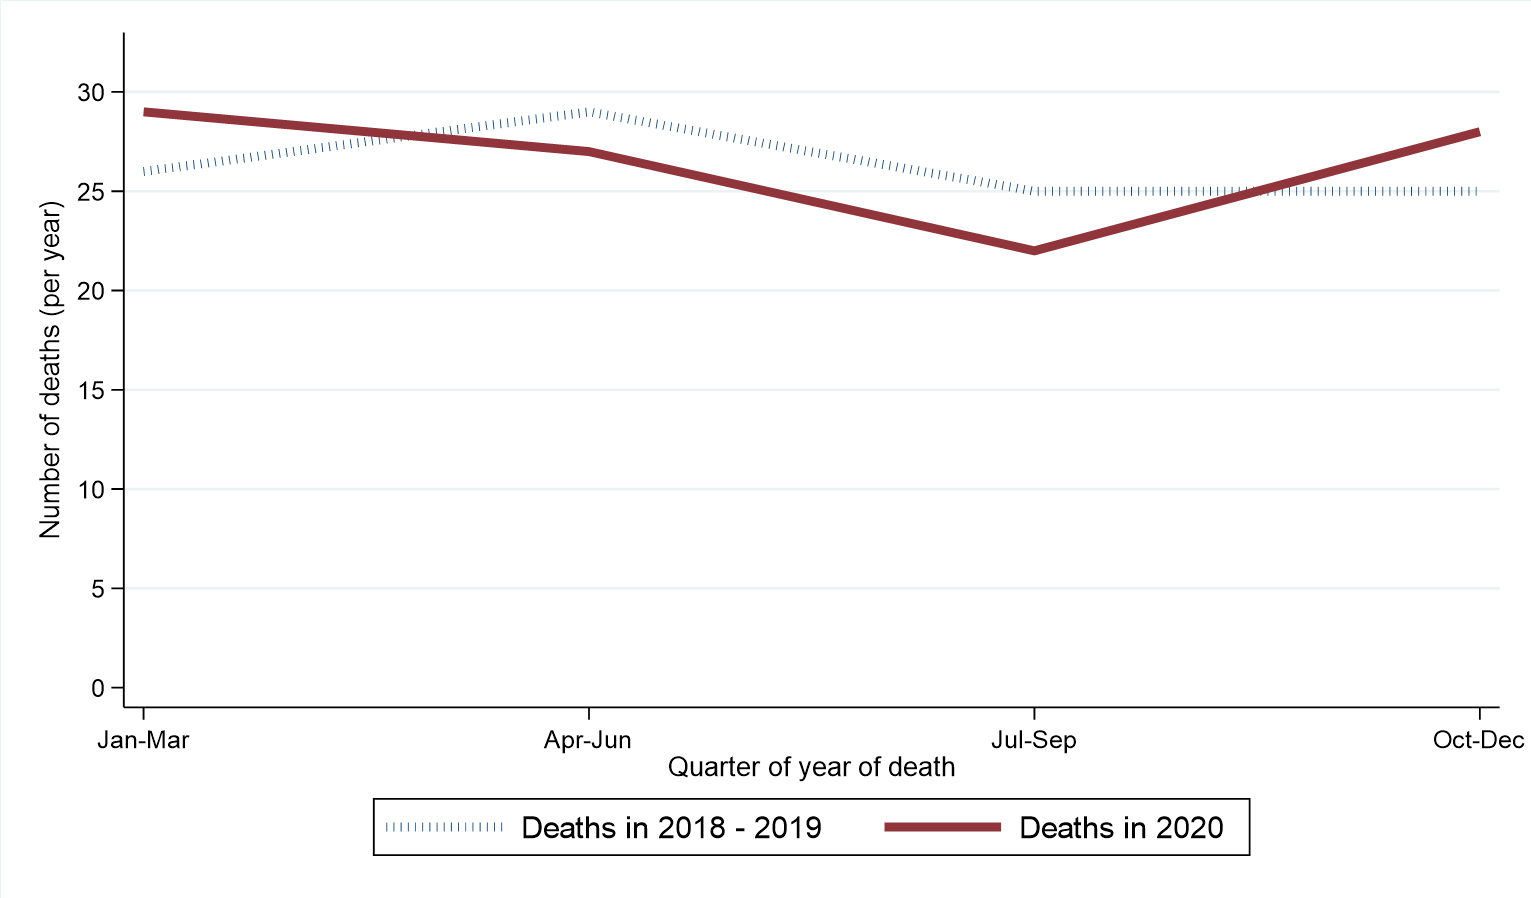 Number of deaths (per year)
30
25
20
15
10
5
0
Jan-Mar Apr-Jun Jul-Sep Oct-Dec
Quarter of year of death
Deaths in 2018 - 2019 Deaths in 2020